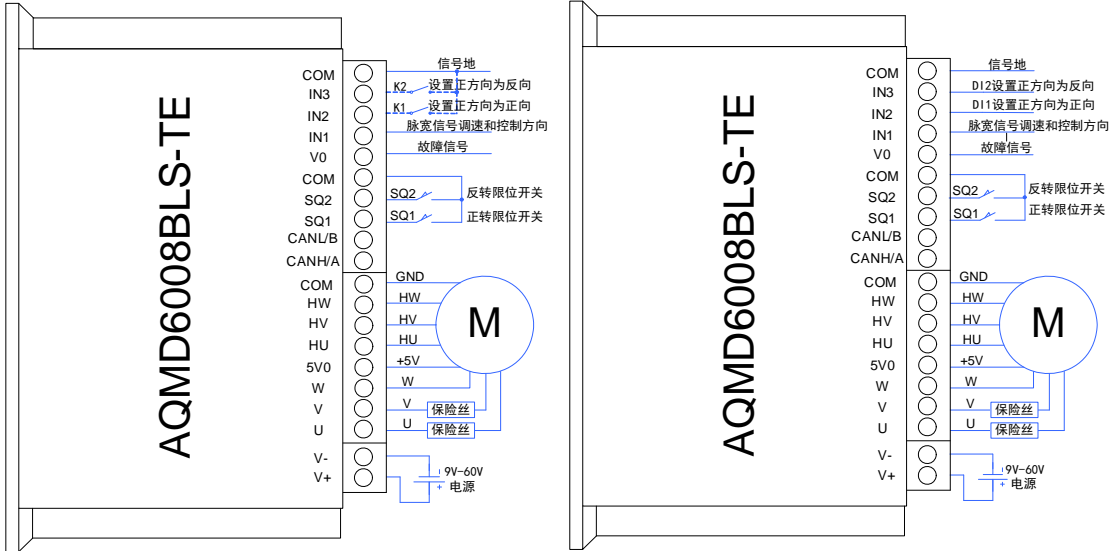 AQMD6008BLS-TE
COM
IN3
IN2
IN1
V0
COM
SQ2
SQ1
CANL/B
CANH/A
COM
HW
HV
HU
5V0
W
V
U
V-
V+
信号地
K2 设置正方向为反向
K1 设置正方向为正向
脉宽信号调速和控制方向
故障信号
SQ2 反转限位开关
SQ1 正转限位开关
GND
HW
HV
HU
+5V
W
V 保险丝
U 保险丝
M
9V-60V
+ 电源
AQMD6008BLS-TE
COM
IN3
IN2
IN1
V0
COM
SQ2
SQ1
CANL/B
CANH/A
COM
HW
HV
HU
5V0
W
V
U
V-
V+
信号地
DI2设置正方向为反向
DI1设置正方向为正向
脉宽信号调速和控制方向
故障信号
SQ2 反转限位开关
SQ1 正转限位开关
GND
HW
HV
HU
+5V
W
V 保险丝
U 保险丝
M
9V-60V
+ 电源